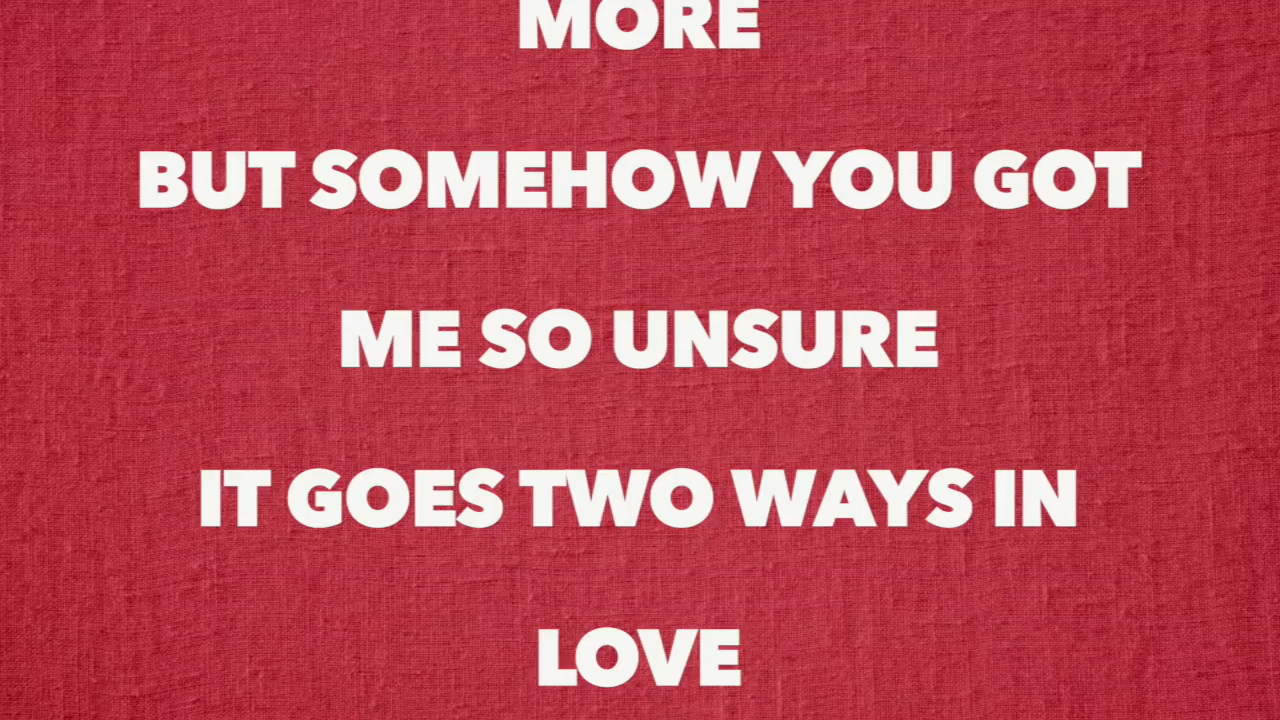 MORE
BUT SOMEHOW YOU GOT
ME SO UNSURE
IT GOES TWO WAYS IN
LOVE